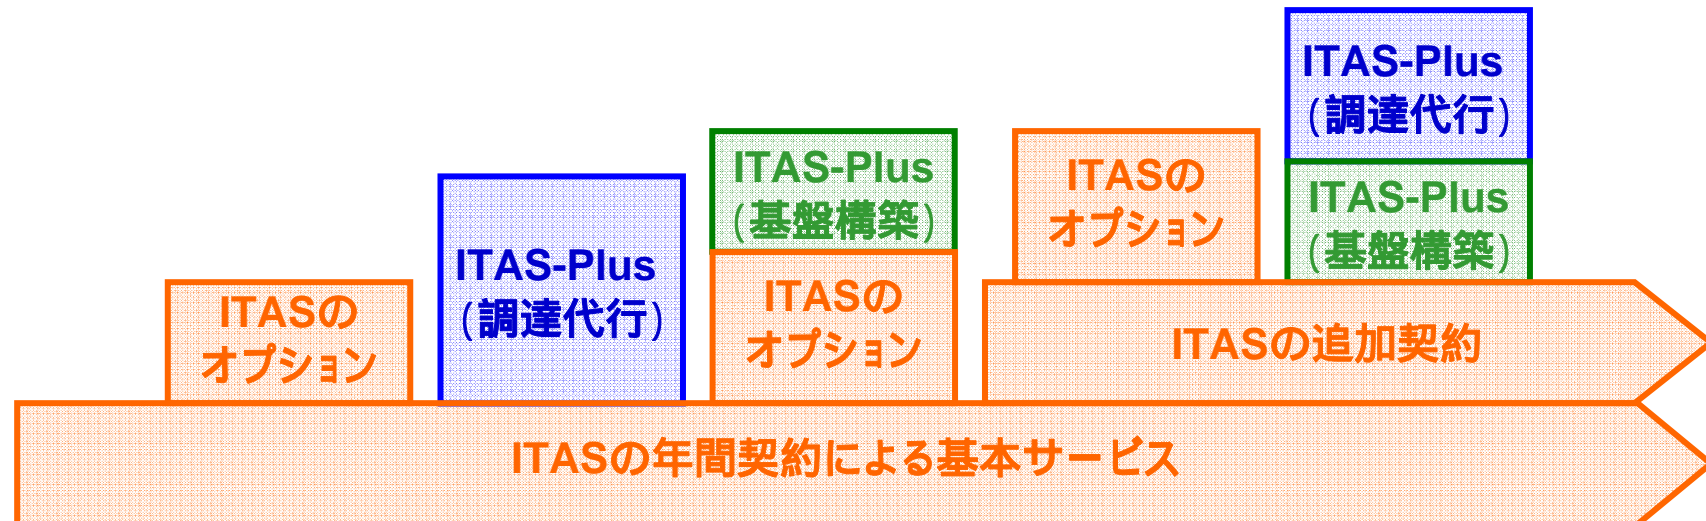 ITASの
オプション
ITAS-Plus
(調達代行)
ITAS-Plus
(基盤構築)
ITASの
オプション
ITASの
オプション
ITAS-Plus
(調達代行)
ITAS-Plus
(基盤構築)
ITASの追加契約
ITASの年間契約による基本サービス